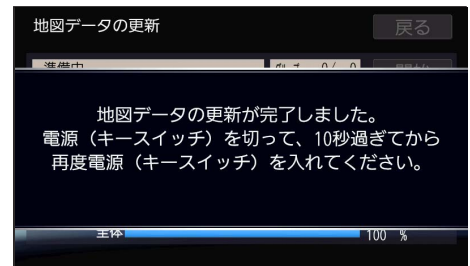 地図データの更新
戻る
準備中
地図データの更新が完了しました。
電源（キースイッチ）を切って、10秒過ぎてから
再度電源（キースイッチ）を入れてください。
全体 100 %